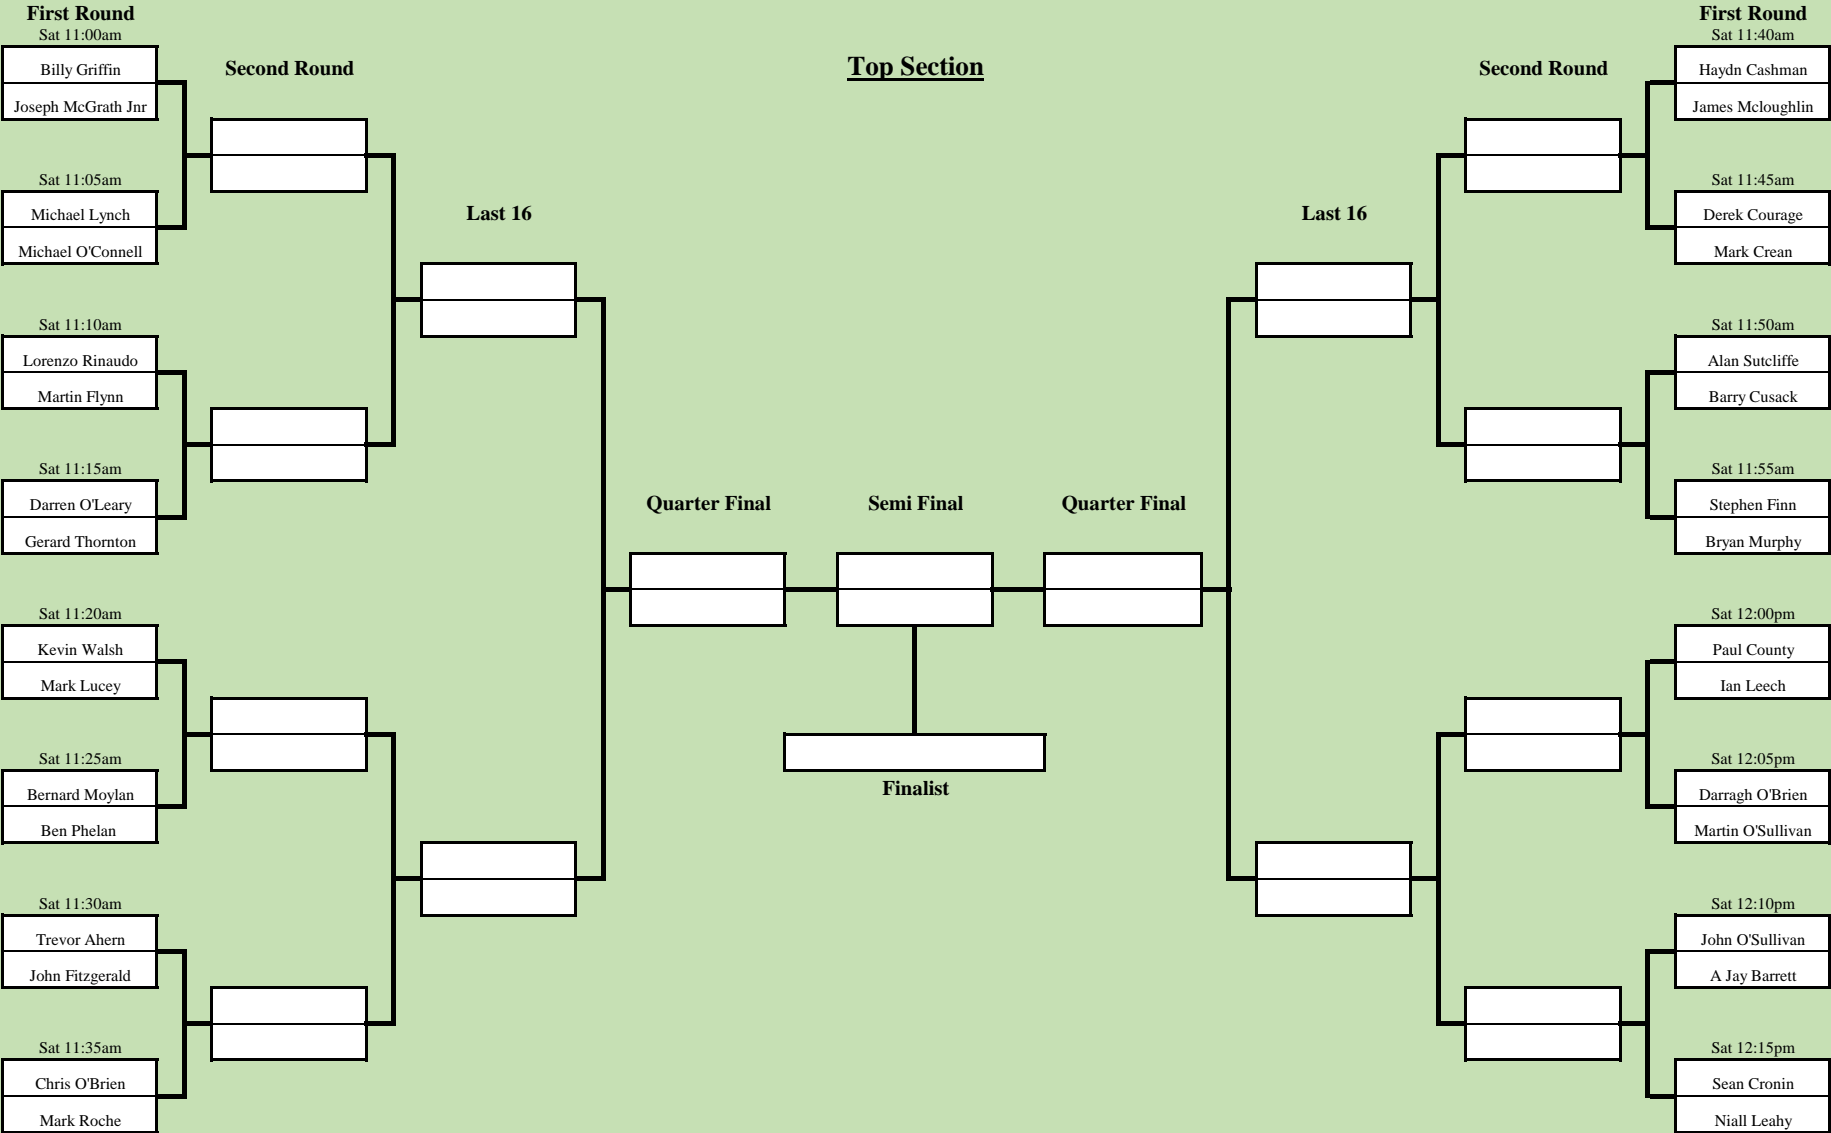 First Round
Sat 11:00am
Billy Griffin
Joseph McGrath Jnr
Sat 11:05am
Michael Lynch
Michael O'Connell
Sat 11:10am
Lorenzo Rinaudo
Martin Flynn
Sat 11:15am
Darren O'Leary
Gerard Thornton
Sat 11:20am
Kevin Walsh
Mark Lucey
Sat 11:25am
Bernard Moylan
Ben Phelan
Sat 11:30am
Trevor Ahern
John Fitzgerald
Sat 11:35am
Chris O'Brien
Mark Roche
Second Round
Last 16
Quarter Final
Top Section
Semi Final
Finalist
Quarter Final
Last 16
Second Round
First Round
Sat 11:40am
Haydn Cashman
James Mcloughlin
Sat 11:45am
Derek Courage
Mark Crean
Sat 11:50am
Alan Sutcliffe
Barry Cusack
Sat 11:55am
Stephen Finn
Bryan Murphy
Sat 12:00pm
Paul County
Ian Leech
Sat 12:05pm
Darragh O'Brien
Martin O'Sullivan
Sat 12:10pm
John O'Sullivan
A Jay Barrett
Sat 12:15pm
Sean Cronin
Niall Leahy